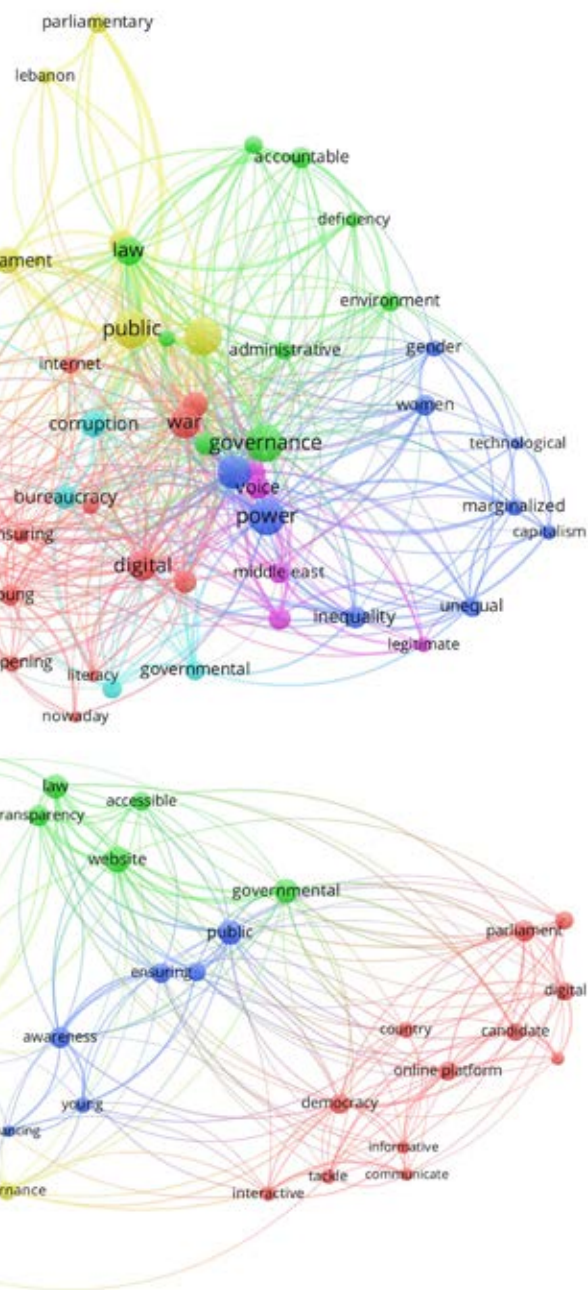 parliamentary
lebanon
accountable
deficiency
law
ament
environment
public
administrative
gender
internet
women
corruption
war
governance
technological
voice
bureaucracy
marginalized
power
capitalism
nsuring
digital
middle east
oung
unequal
inequality
legitimate
pening
governmental
literacy
nowaday
law
accessible
ransparency
website
governmental
public
parliament
ensuring
digital
country
candidate
awareness
online platform
young
democracy
ancing
informative
communicate
tackle
rnance
interactive